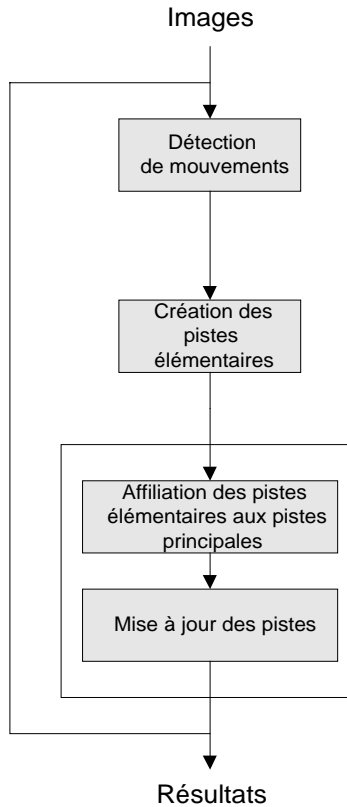 Images
Détection
de mouvements
Création des
pistes
élémentaires
Affiliation des pistes
élémentaires aux pistes
principales
Mise à jour des pistes
Résultats